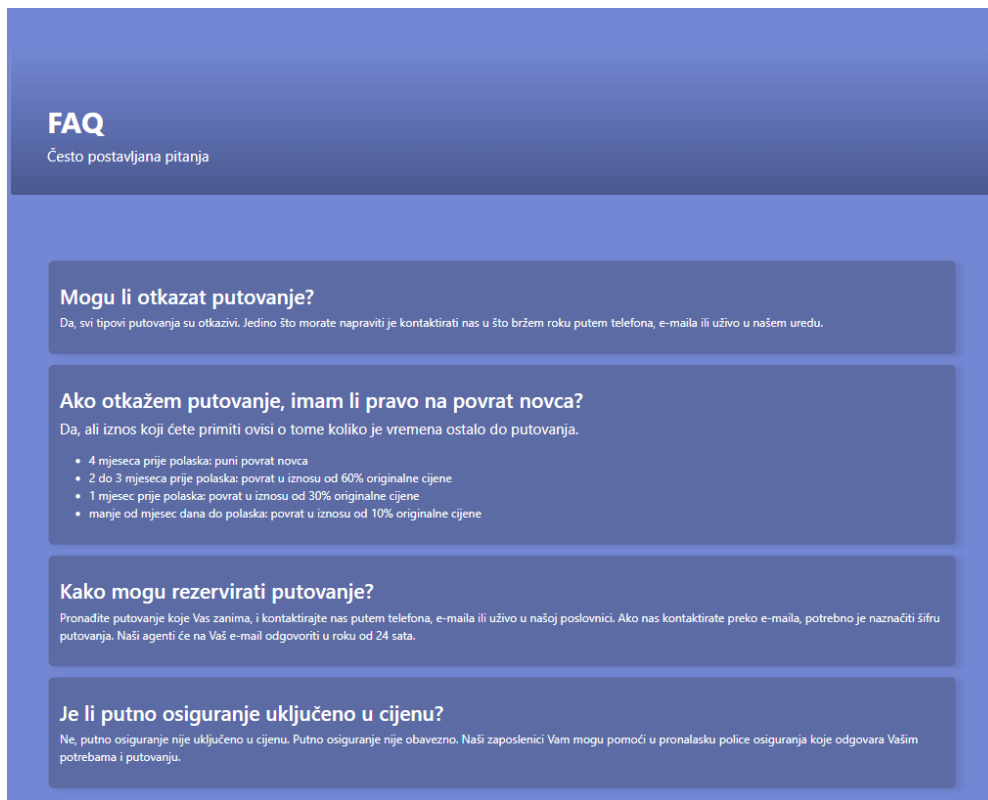 FAQ
Često postavljana pitanja
Mogu li otkazat putovanje?
Da, svi tipovi putovanja su otkazivi. Jedino što morate napraviti je kontaktirati nas u što bržem roku putem telefona, e-maila ili uživo u našem uredu.
Ako otkažem putovanje, imam li pravo na povrat novca?
Da, ali iznos koji ćete primiti ovisi o tome koliko je vremena ostalo do putovanja.
• 4 mjeseca prije polaska: puni povrat novca
• 2 do 3 mjeseca prije polaska: povrat u iznosu od 60% originalne cijene
• 1 mjesec prije polaska: povrat u iznosu od 30% originalne cijene
• manje od mjesec dana do polaska: povrat u iznosu od 10% originalne cijene
Kako mogu rezervirati putovanje?
Pronađite putovanje koje Vas zanima, i kontaktirajte nas putem telefona, e-maila ili uživo u našoj poslovnici. Ako nas kontaktirate preko e-maila, potrebno je naznačiti šifru
putovanja. Naši agenti će na Vaš e-mail odgovoriti u roku od 24 sata.
Je li putno osiguranje uključeno u cijenu?
Ne, putno osiguranje nije uključeno u cijenu. Putno osiguranje nije obavezno. Naši zaposlenici Vam mogu pomoći u pronalasku police osiguranja koje odgovara Vašim
potrebama i putovanju.